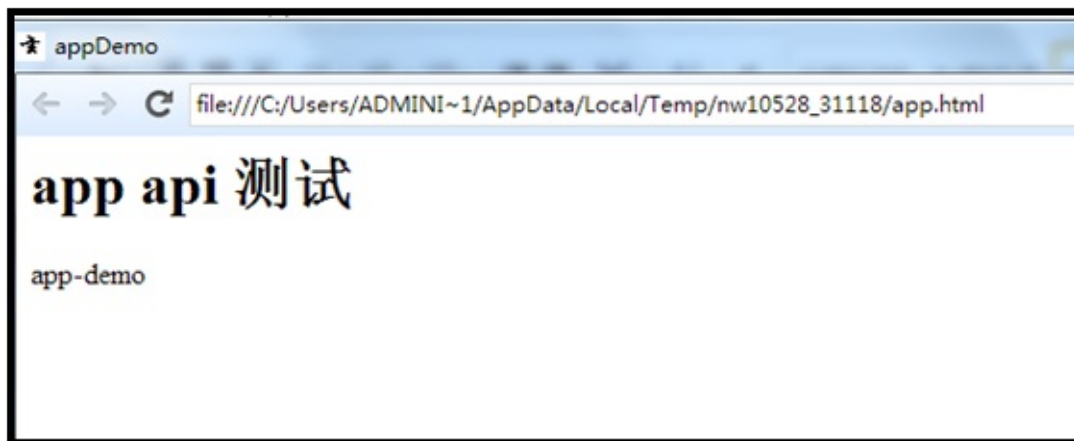 appDemo
file:///C:/Users/ADMINI~1/AppData/Local/Temp/nw10528_31118/app.html
app api 测试
app-demo